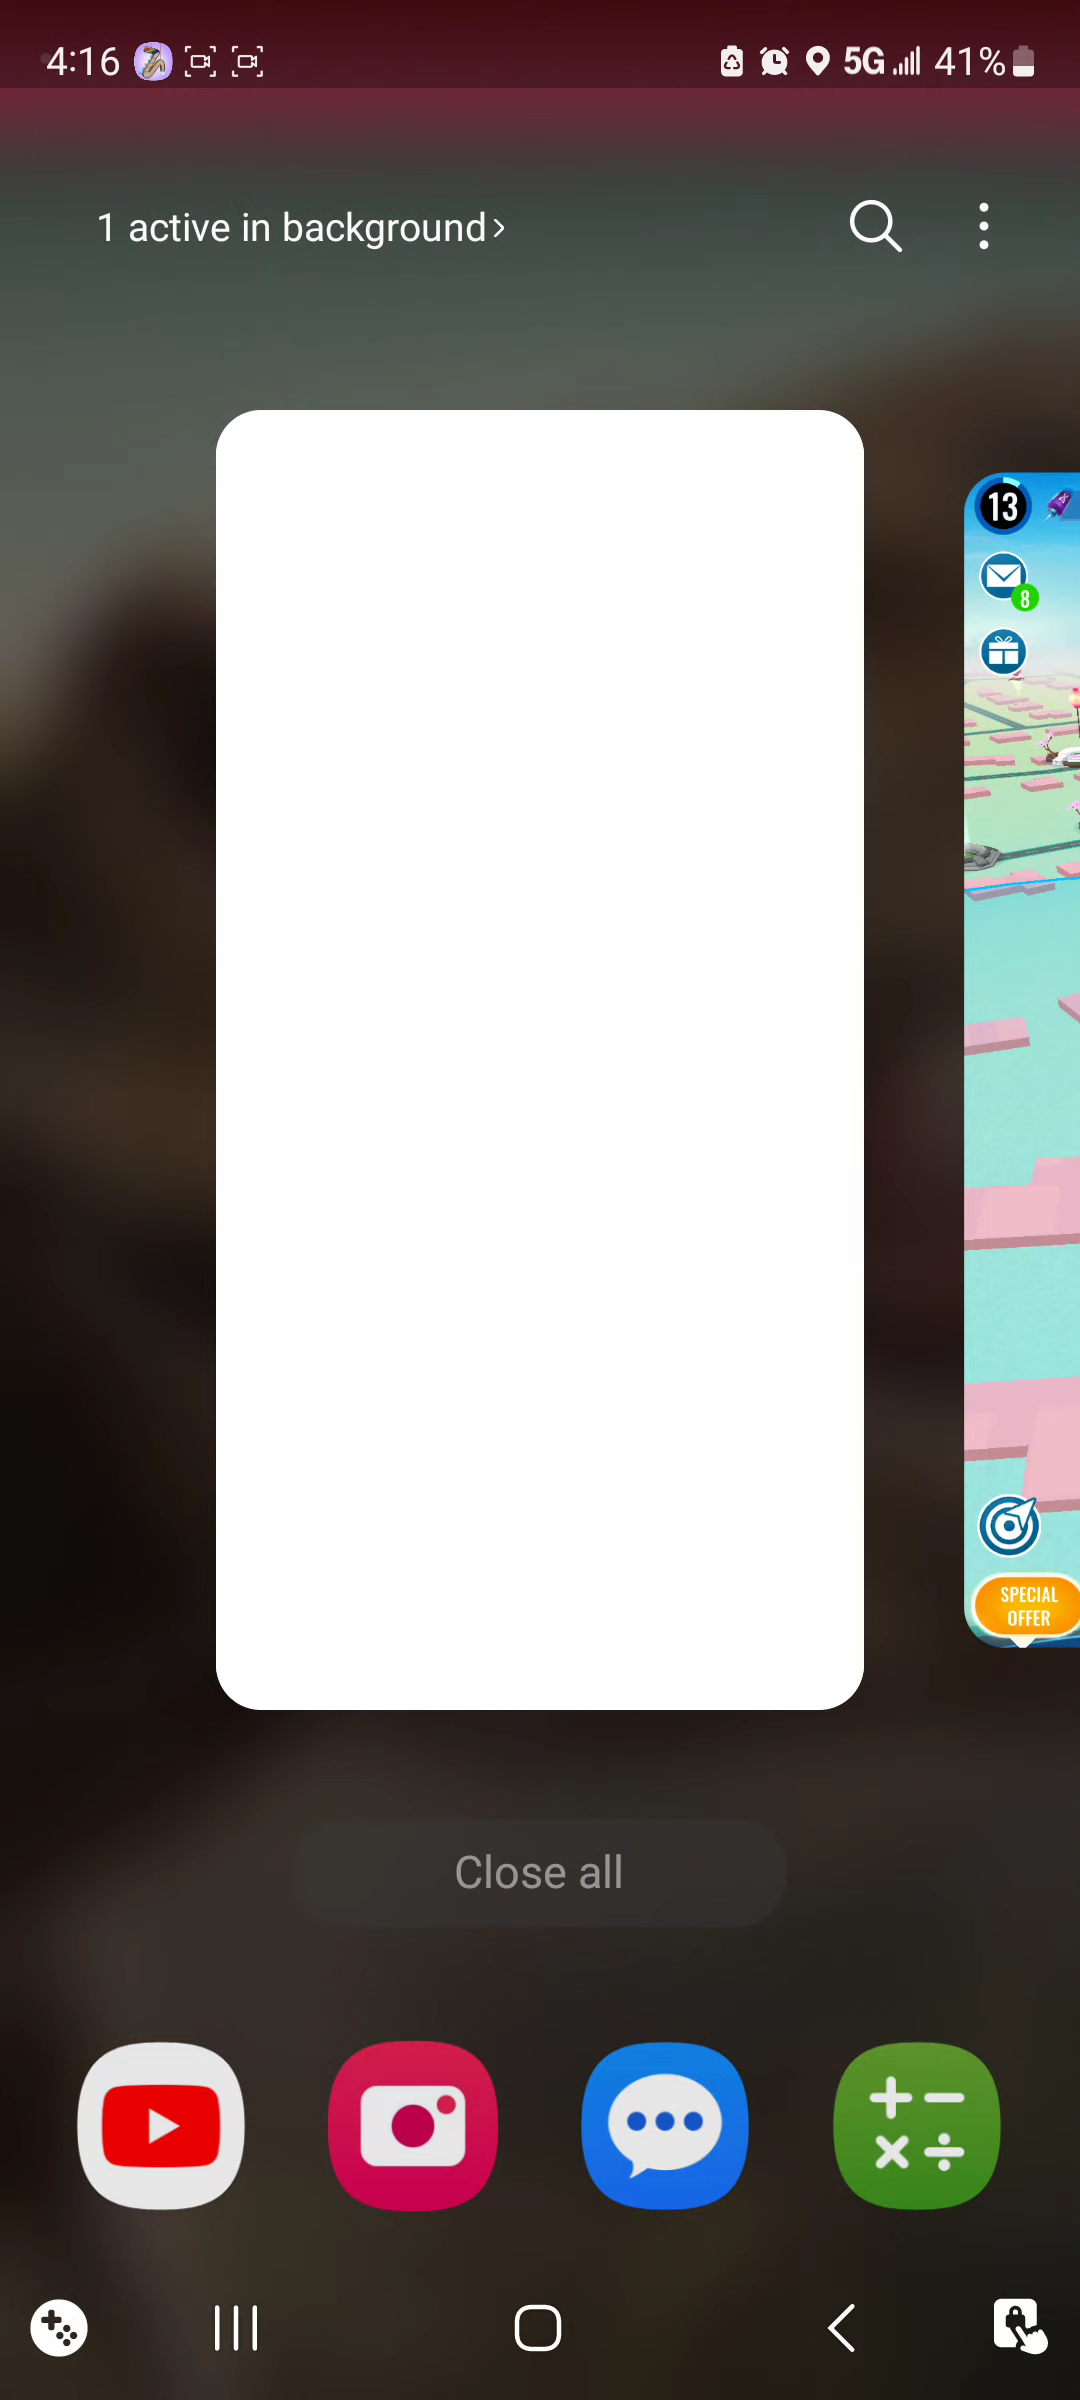 4:16
5G
41%
1 active in background
13
8
SPECIAL
OFFER
Close all